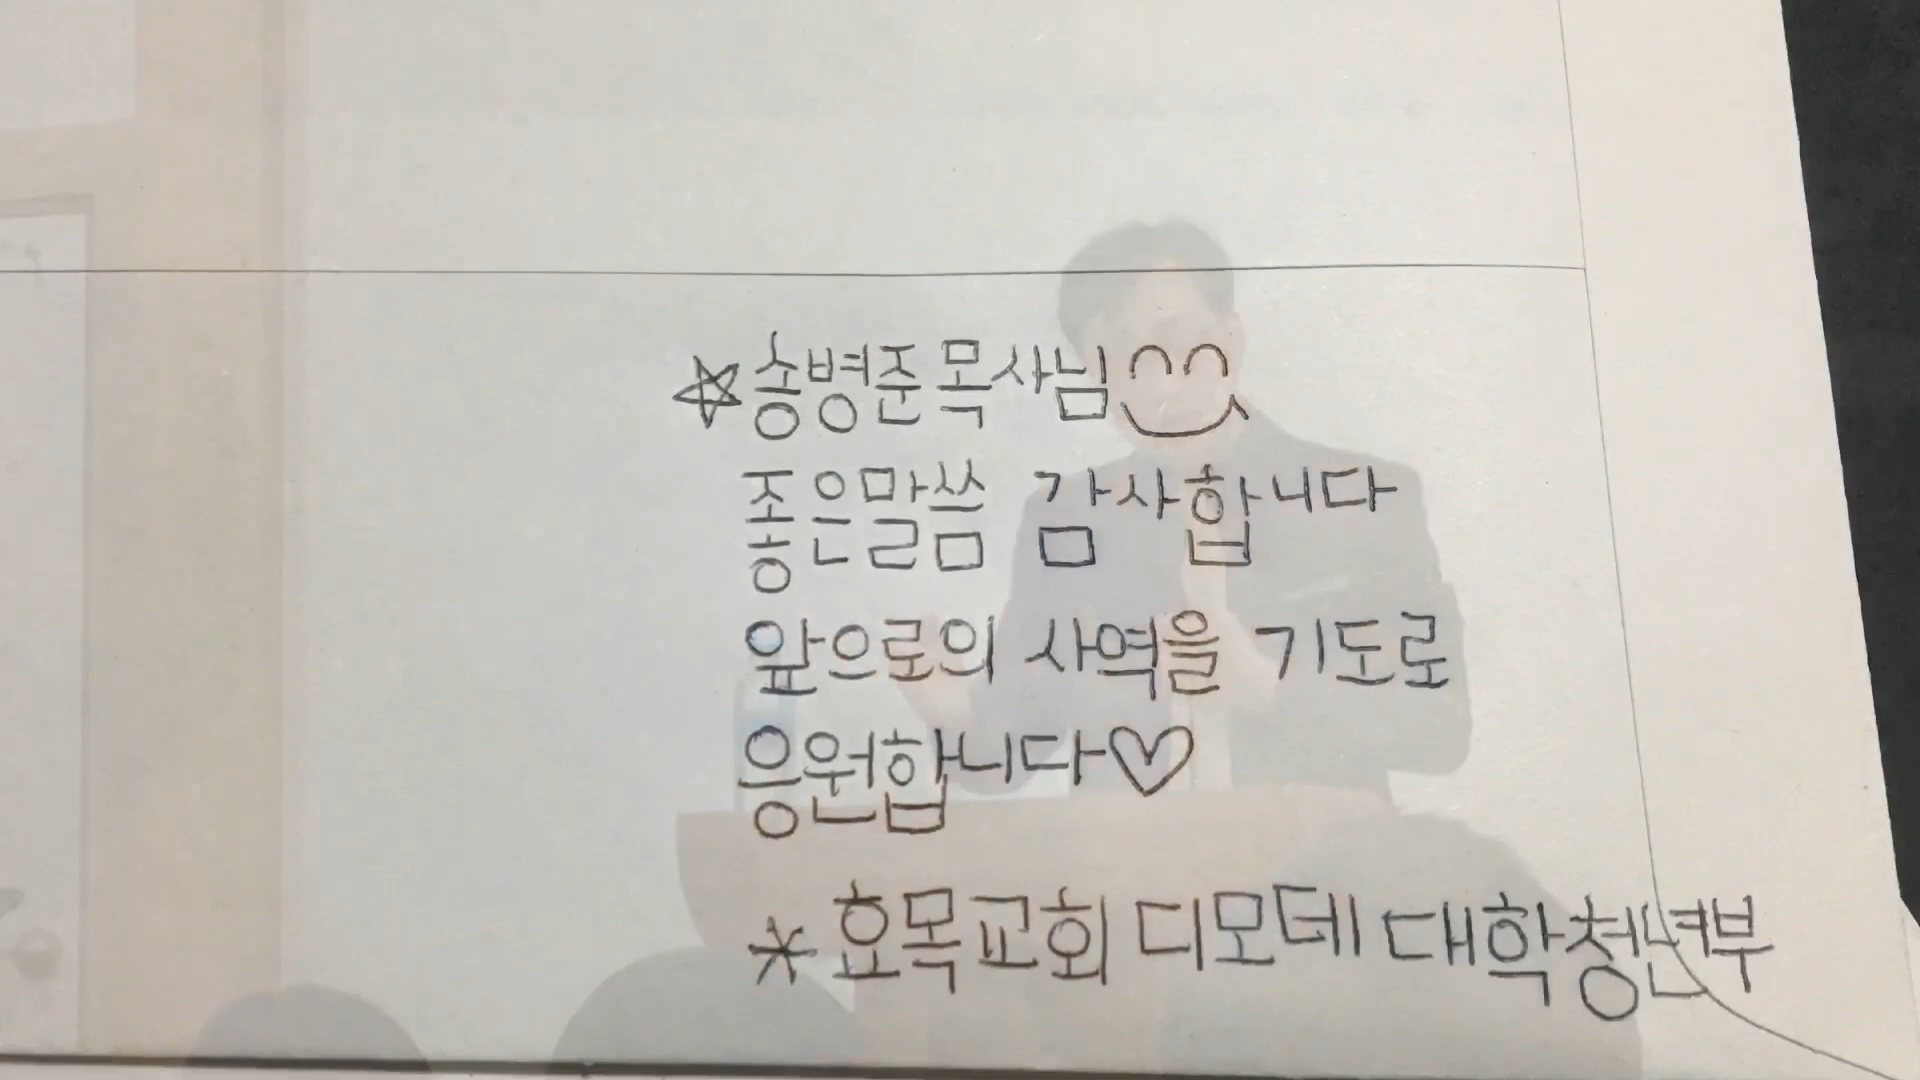 ☆송병준 목사님
좋은말씀 감사합니다
앞으로의 사역을 기도로
응원합니다♡
* 효목교회 디모데 대학청년부